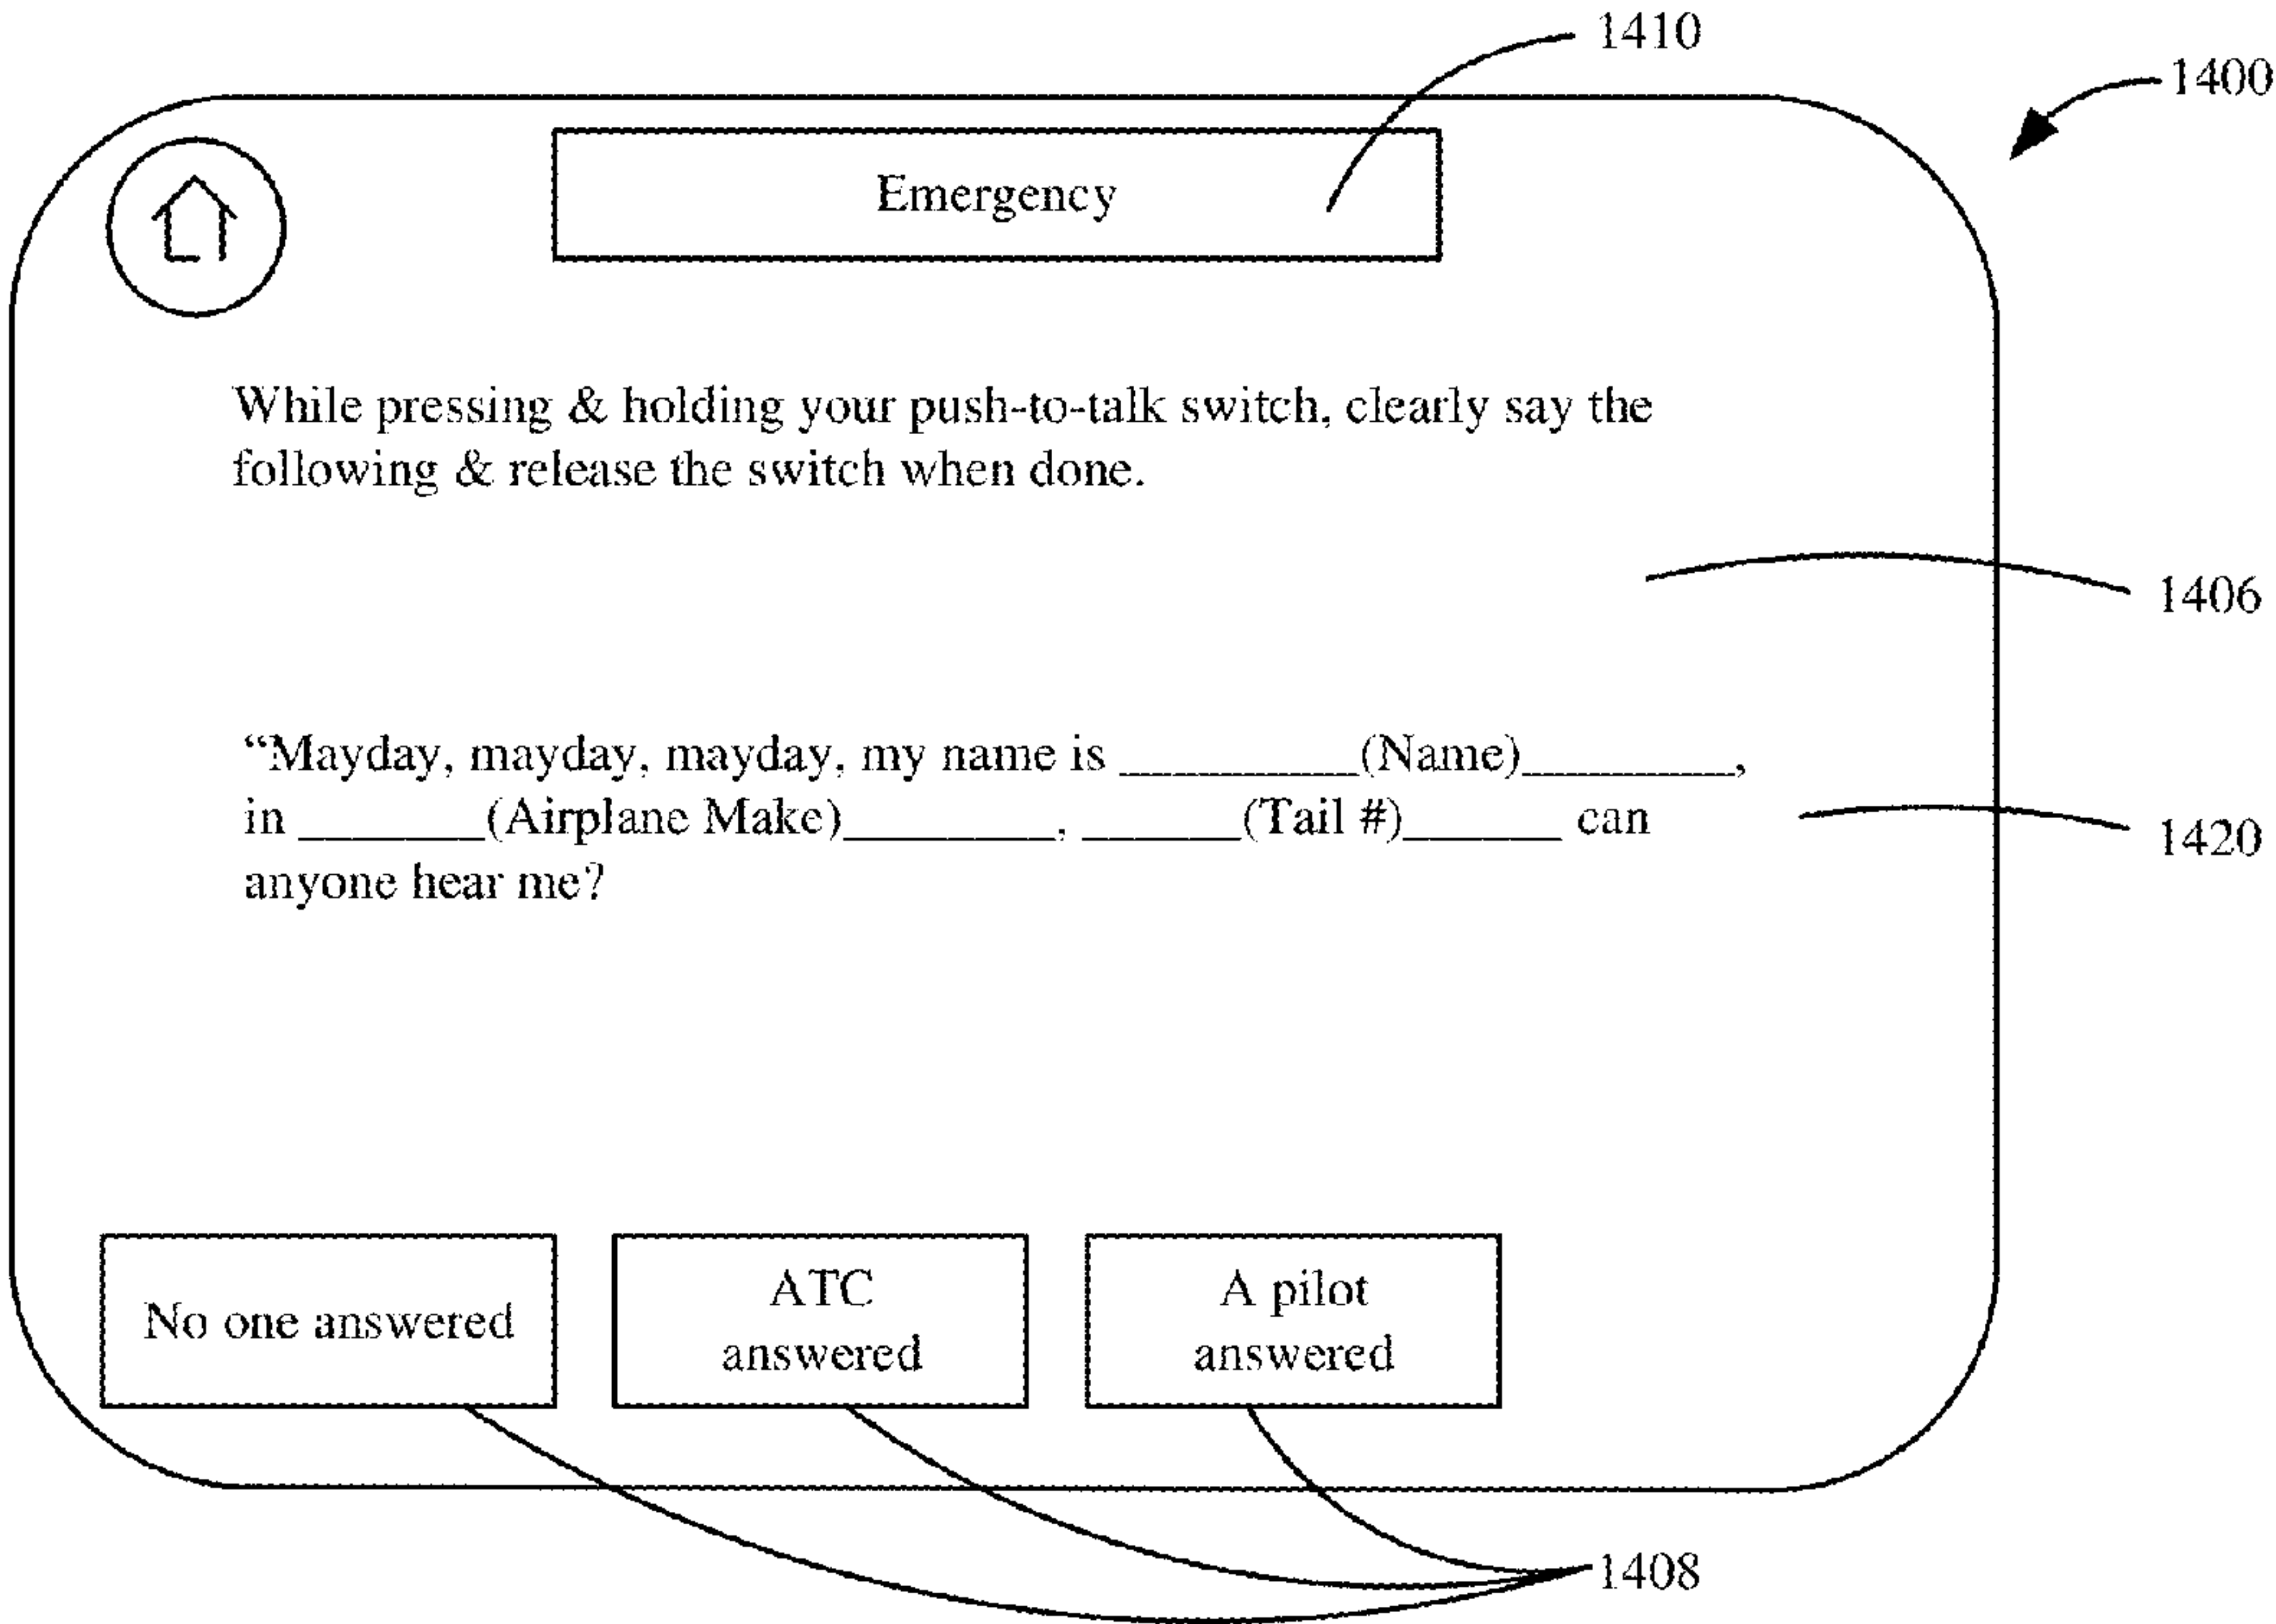 1410
1400
Emergency
While pressing & holding your push-to-talk switch, clearly say the
following & release the switch when done.
1406
“Mayday, mayday, mayday, my name is _________(Name)________,
in _______(Airplane Make)________, ______(Tail #)______ can
1420
anyone hear me?
No one answered
ATC
answered
A pilot
answered
1408